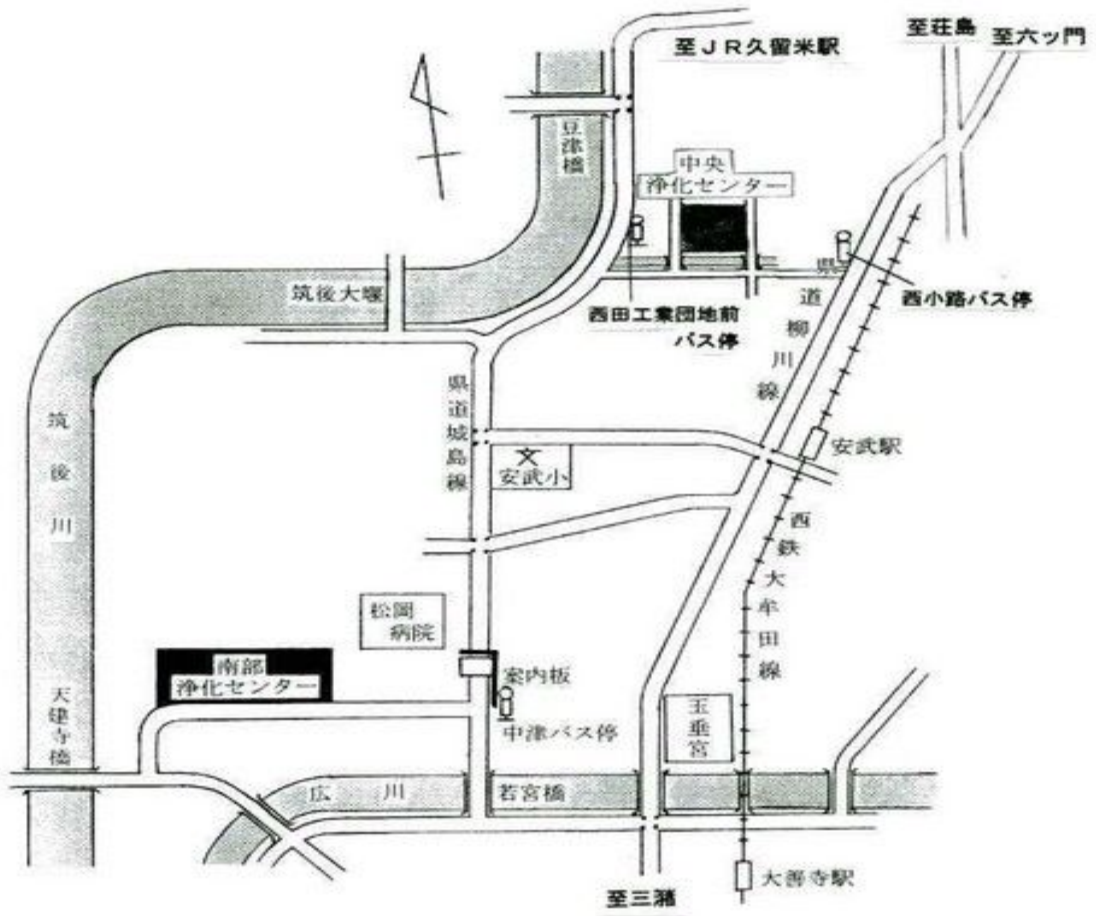 至JR久留米駅
至荘島
至六ッ門
豆津橋
中央
浄化センター
筑後大堰
西田工業団地前
バス停
西小路バス停
県道柳川線
県道城島線
安武小
安武駅
筑後川
西鉄大牟田線
松岡
病院
南部
浄化センター
案内板
中津バス停
玉垂宮
天建寺橋
広川
若宮橋
大善寺駅
至三潴